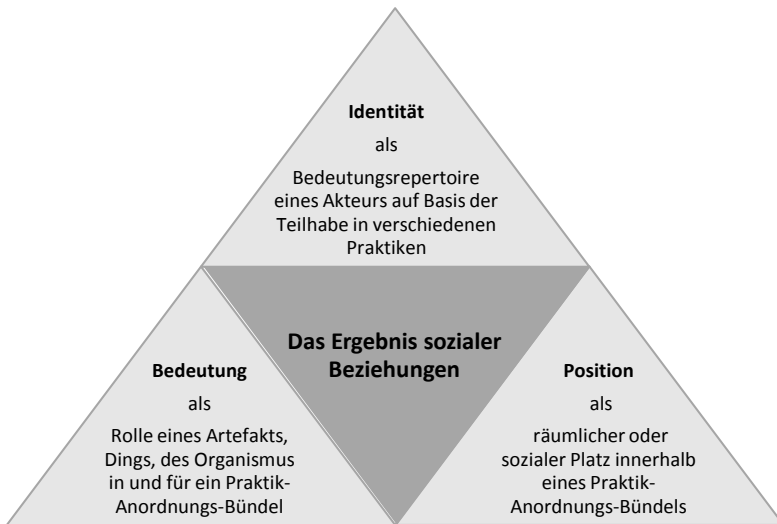 Identität
als
Bedeutungsrepertoire
eines Akteurs auf Basis der
Teilhabe in verschiedenen
Praktiken
Das Ergebnis sozialer
Beziehungen
Bedeutung
als
Rolle eines Artefakts,
Dings, des Organismus
in und für ein Praktik-
Anordnungs-Bündel
Position
als
räumlicher oder
sozialer Platz innerhalb
eines Praktik-
Anordnungs-Bündels